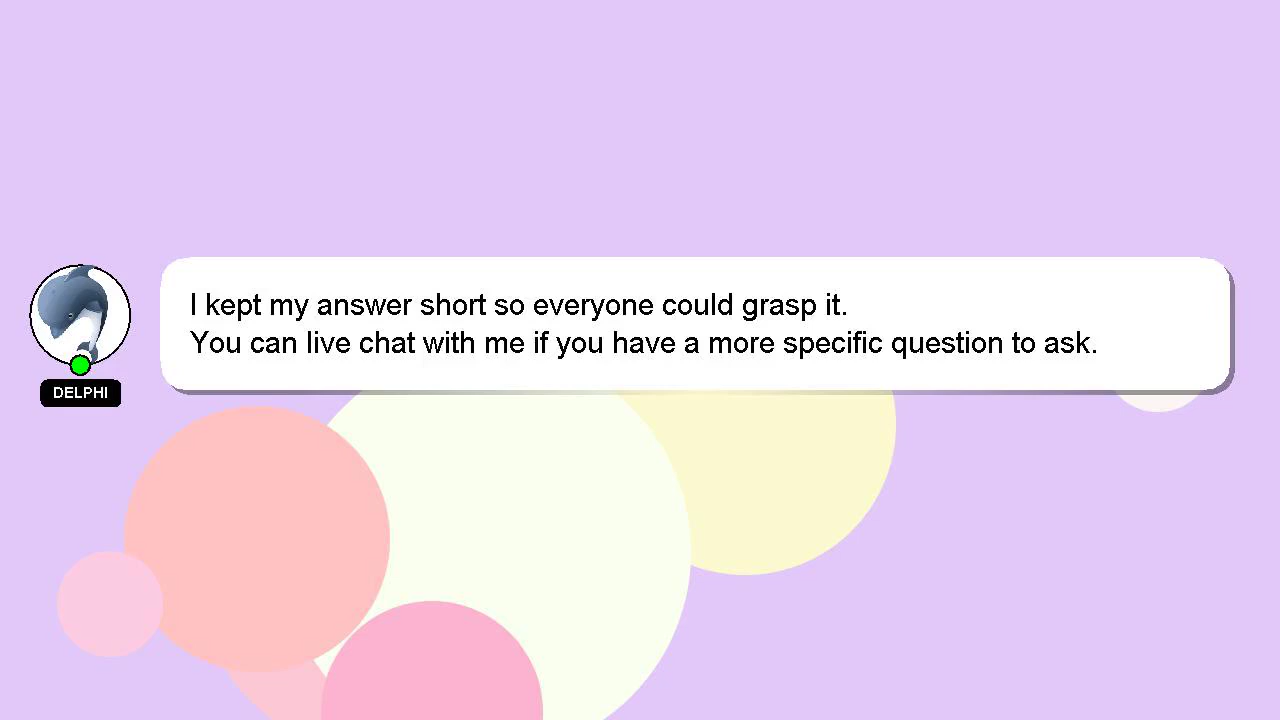 I kept my answer short so everyone could grasp it.
You can live chat with me if you have a more specific question to ask.
DELPHI